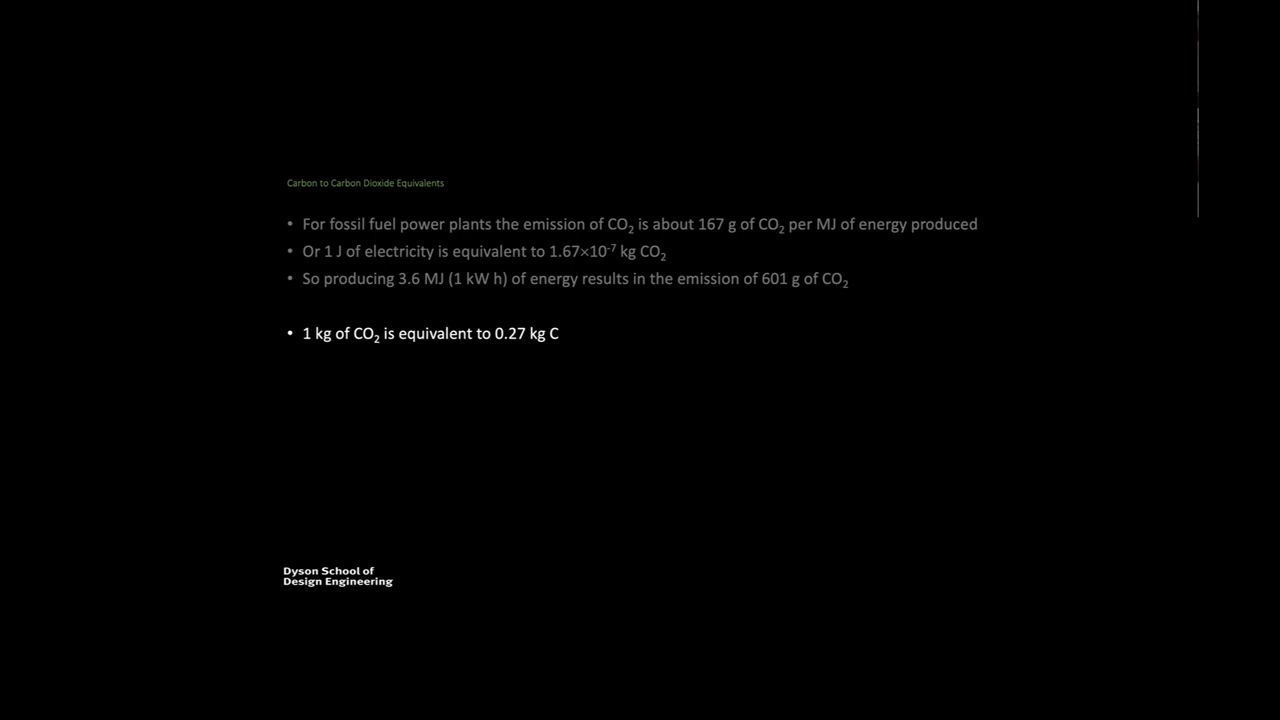 Carbon to Carbon Dioxide Equivalents
• For fossil fuel power plants the emission of CO₂ is about 167 g of CO₂ per MJ of energy produced
• Or 1 J of electricity is equivalent to 1.67×10⁻⁷ kg CO₂
• So producing 3.6 MJ (1 kW h) of energy results in the emission of 601 g of CO₂
• 1 kg of CO₂ is equivalent to 0.27 kg C
Dyson School of
Design Engineering